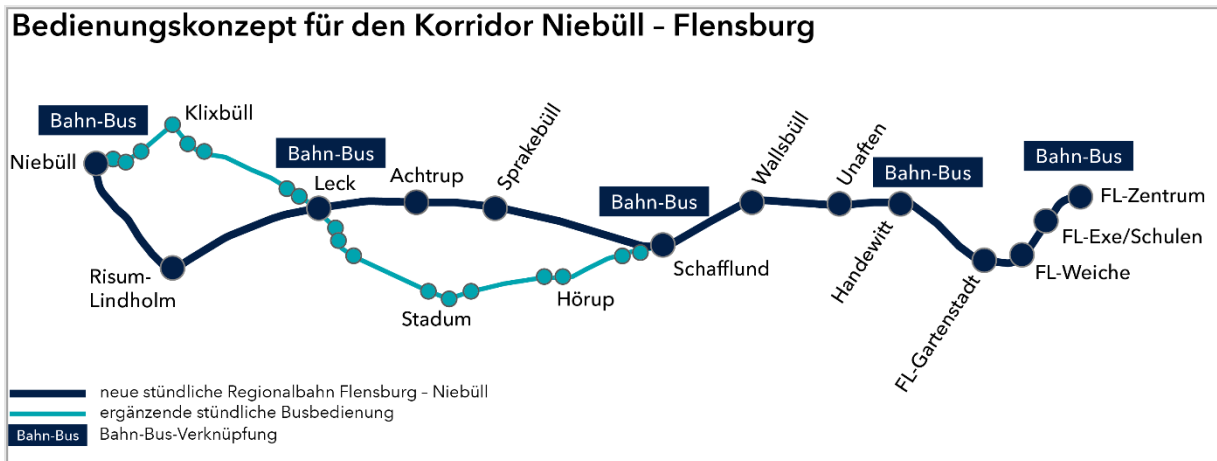 Bedienungskonzept für den Korridor Niebüll – Flensburg
Bahn-Bus
Klixbüll
Niebüll
Risum-
Lindholm
Bahn-Bus
Leck
Achtrup
Sprakebüll
Stadum
Hörup
Bahn-Bus
Schafflund
Wallsbüll
Unaften
Bahn-Bus
Handewitt
FL-Gartenstadt
Bahn-Bus
FL-Zentrum
FL-Exe/Schulen
FL-Weiche
neue stündliche Regionalbahn Flensburg – Niebüll
ergänzende stündliche Busbedienung
Bahn-Bus Bahn-Bus-Verknüpfung